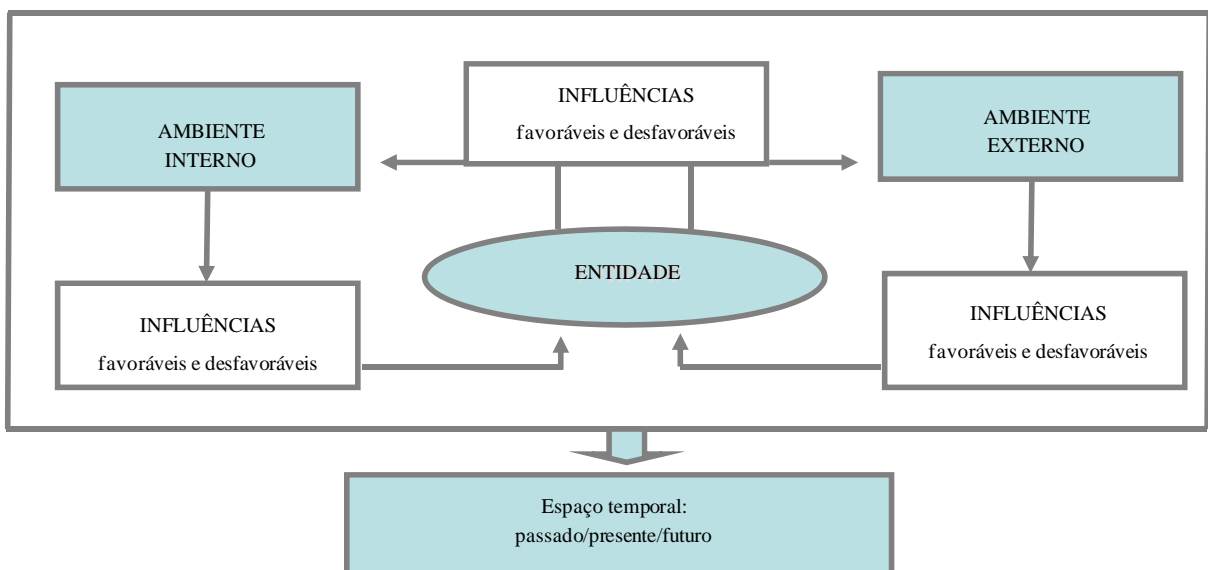 INFLUÊNCIAS
favoráveis e desfavoráveis
AMBIENTE
INTERNO
AMBIENTE
EXTERNO
ENTIDADE
INFLUÊNCIAS
favoráveis e desfavoráveis
INFLUÊNCIAS
favoráveis e desfavoráveis
Espaço temporal:
passado/presente/futuro